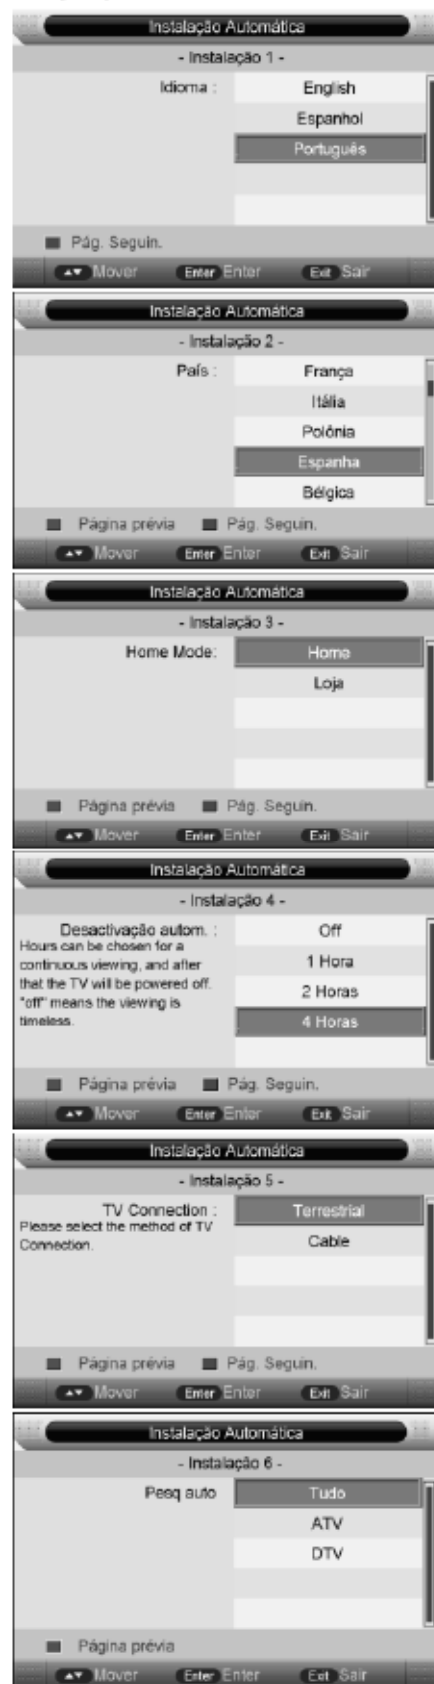 Instalação Automática
- Instalação 1 -
Idioma : English
Espanhol
Português
Pág. Seguin.
Mover Enter Enter Exit Sair
Instalação Automática
- Instalação 2 -
País : França
Itália
Polônia
Espanha
Bélgica
Página prévia Pág. Seguin.
Mover Enter Enter Exit Sair
Instalação Automática
- Instalação 3 -
Home Mode: Home
Loja
Página prévia Pág. Seguin.
Mover Enter Enter Exit Sair
Instalação Automática
- Instalação 4 -
Desactivação autom. : Off
Hours can be chosen for a
continuous viewing, and after 1 Hora
that the TV will be powered off. 2 Horas
"off" means the viewing is
timeless. 4 Horas
Página prévia Pág. Seguin.
Mover Enter Enter Exit Sair
Instalação Automática
- Instalação 5 -
TV Connection : Terrestrial
Please select the method of TV
Connection. Cable
Página prévia Pág. Seguin.
Mover Enter Enter Exit Sair
Instalação Automática
- Instalação 6 -
Pesq auto Tudo
ATV
DTV
Página prévia
Mover Enter Enter Exit Sair